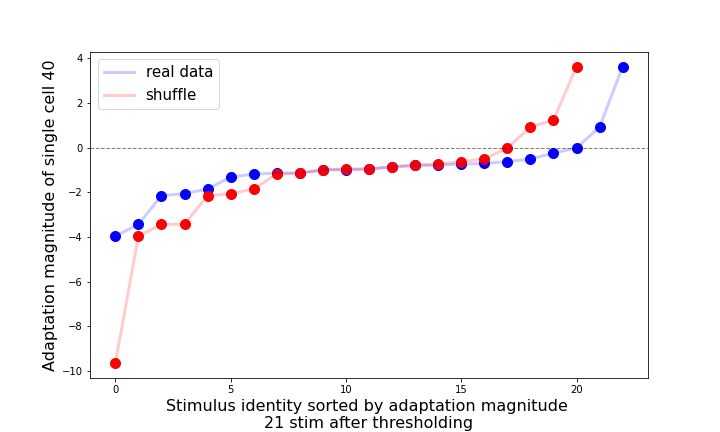 real data
shuffle
4
2
0
−2
−4
−6
−8
−10
Adaptation magnitude of single cell 40
0
5
10
15
20
Stimulus identity sorted by adaptation magnitude
21 stim after thresholding